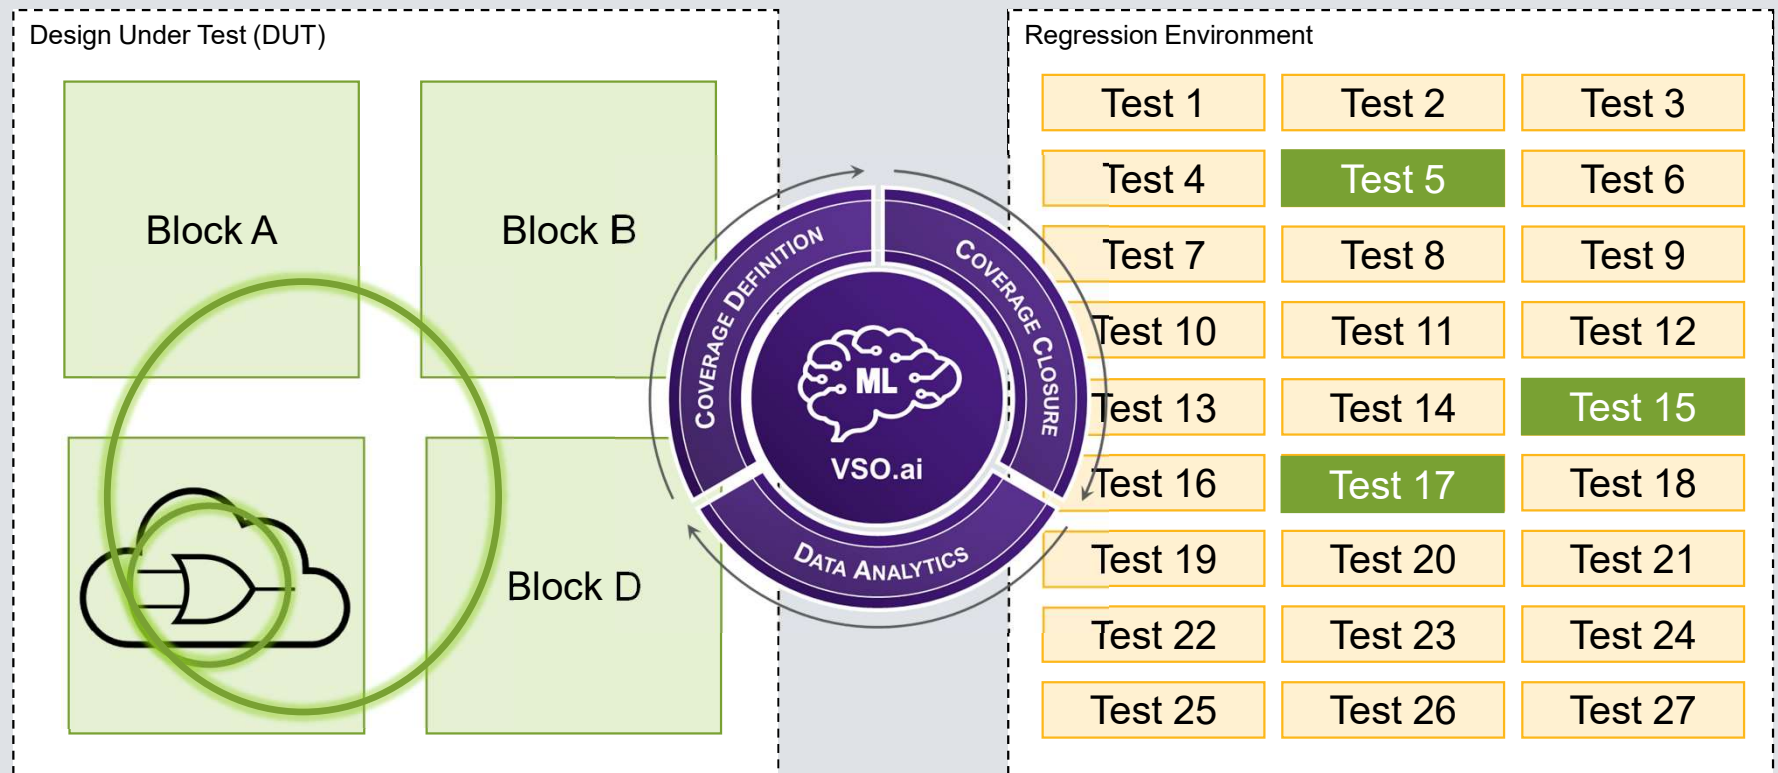 Design Under Test (DUT)
Block A
Block B
Block D
COVERAGE DEFINITION
COVERAGE CLOSURE
DATA ANALYTICS
ML
VSO.ai
Regression Environment
Test 1
Test 2
Test 3
Test 4
Test 5
Test 6
Test 7
Test 8
Test 9
Test 10
Test 11
Test 12
Test 13
Test 14
Test 15
Test 16
Test 17
Test 18
Test 19
Test 20
Test 21
Test 22
Test 23
Test 24
Test 25
Test 26
Test 27